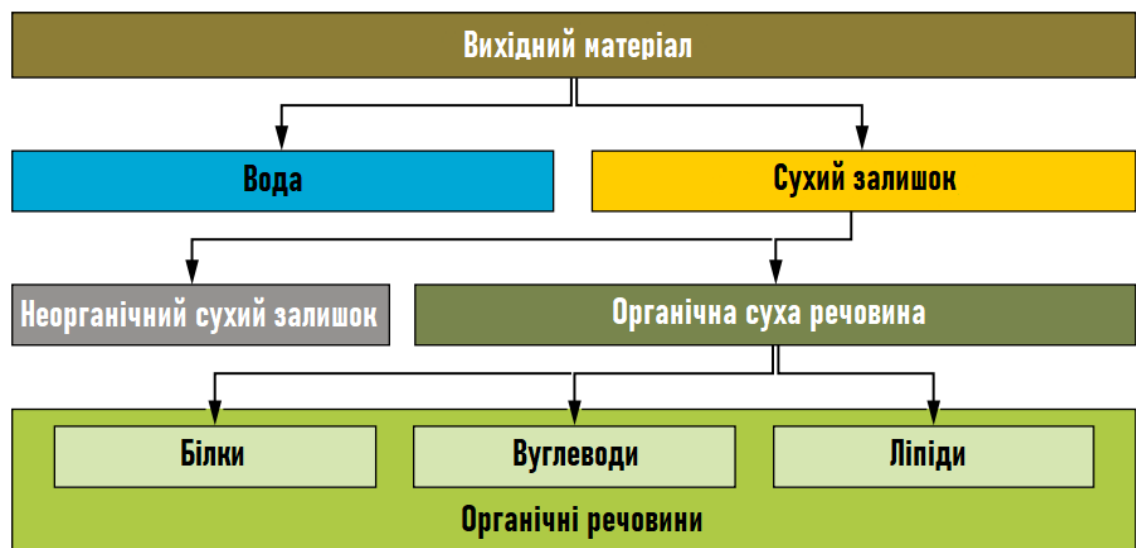 Вихідний матеріал
Вода
Сухий залишок
Неорганічний сухий залишок
Органічна суха речовина
Білки
Вуглеводи
Ліпіди
Органічні речовини